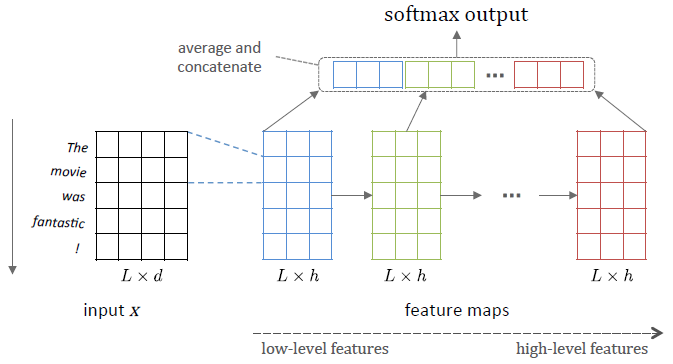 softmax output
average and
concatenate
...
The
movie
was
fantastic
!
...
L × d
L × h
L × h
L × h
input x
feature maps
low-level features
high-level features